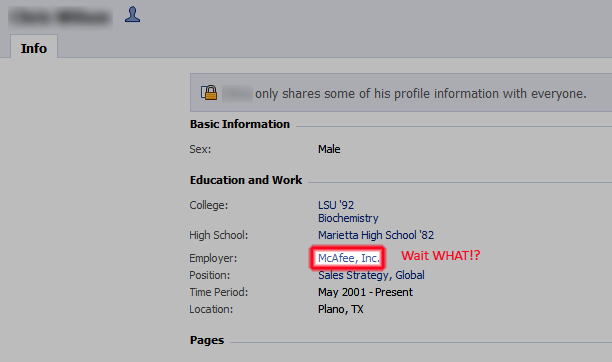 Info
only shares some of his profile information with everyone.
Basic Information
Sex: Male
Education and Work
College: LSU '92
Biochemistry
High School: Marietta High School '82
Employer: McAfee, Inc. Wait WHAT!?
Position: Sales Strategy, Global
Time Period: May 2001 - Present
Location: Plano, TX
Pages